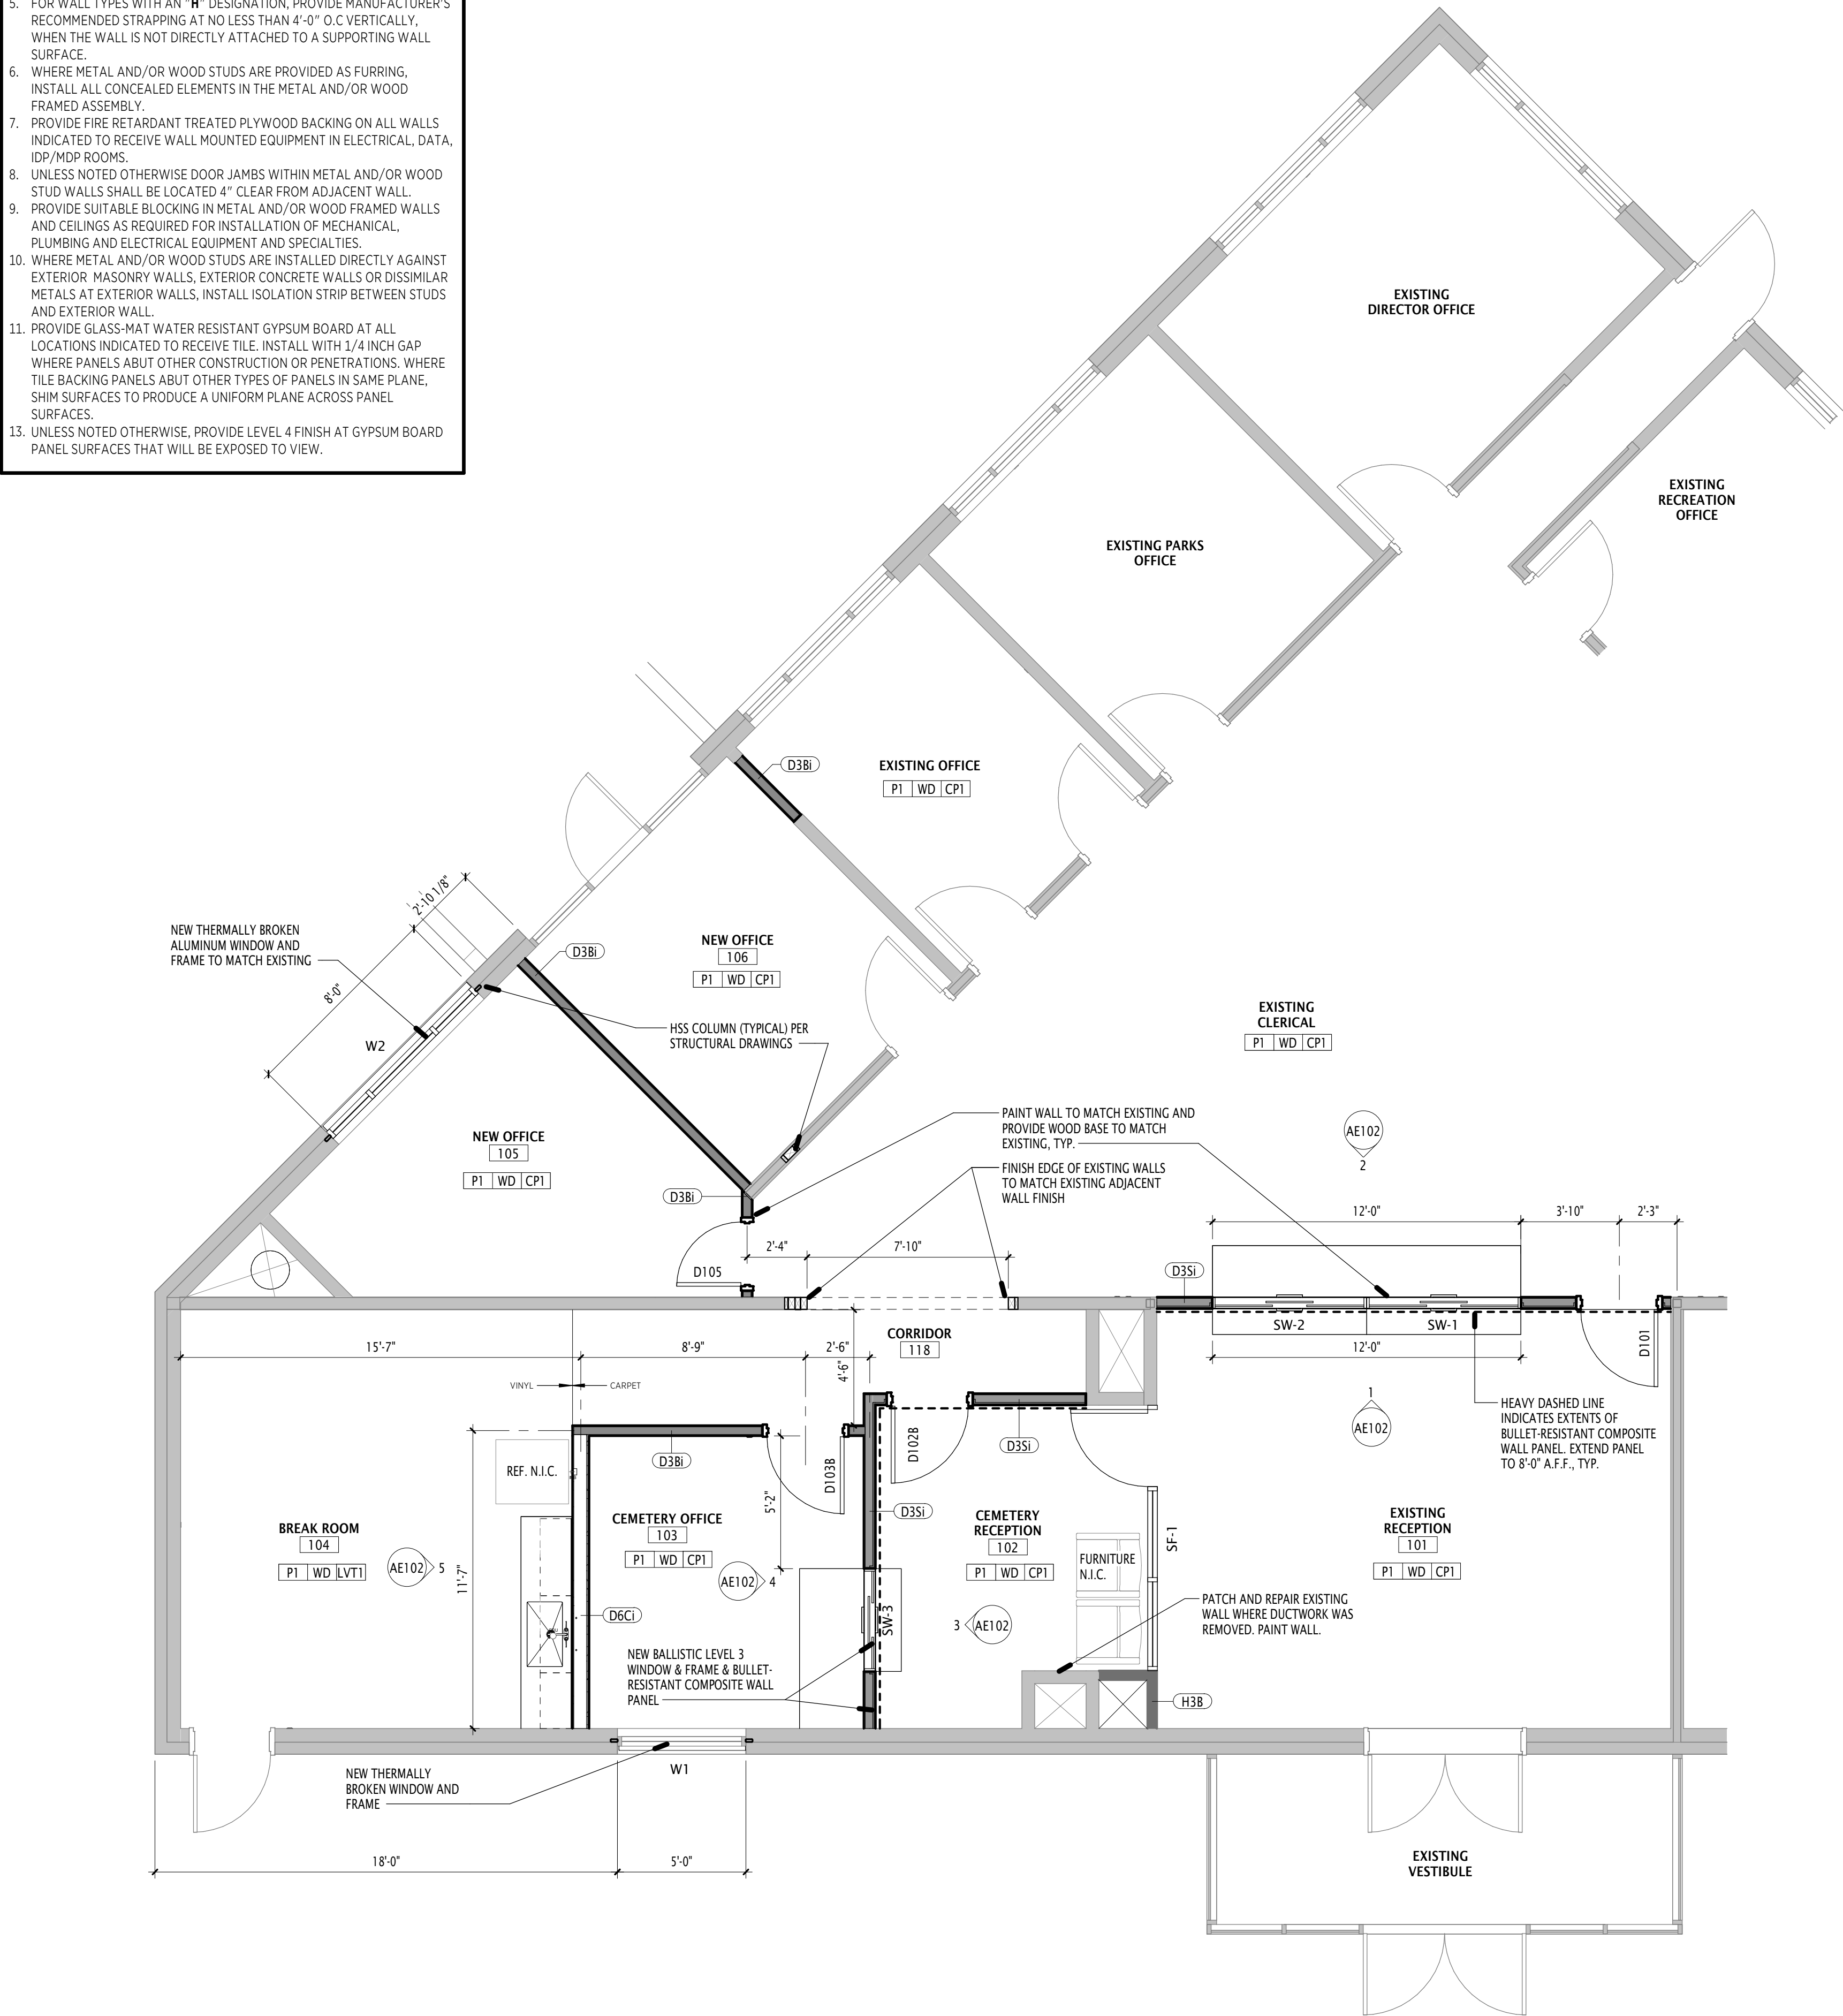 5. FOR WALL TYPES WITH AN "H" DESIGNATION, PROVIDE MANUFACTURER'S
RECOMMENDED STRAPPING AT NO LESS THAN 4'-0" O.C VERTICALLY,
WHEN THE WALL IS NOT DIRECTLY ATTACHED TO A SUPPORTING WALL
SURFACE.
6. WHERE METAL AND/OR WOOD STUDS ARE PROVIDED AS FURRING,
INSTALL ALL CONCEALED ELEMENTS IN THE METAL AND/OR WOOD
FRAMED ASSEMBLY.
7. PROVIDE FIRE RETARDANT TREATED PLYWOOD BACKING ON ALL WALLS
INDICATED TO RECEIVE WALL MOUNTED EQUIPMENT IN ELECTRICAL, DATA,
IDP/MDP ROOMS.
8. UNLESS NOTED OTHERWISE DOOR JAMBS WITHIN METAL AND/OR WOOD
STUD WALLS SHALL BE LOCATED 4" CLEAR FROM ADJACENT WALL.
9. PROVIDE SUITABLE BLOCKING IN METAL AND/OR WOOD FRAMED WALLS
AND CEILINGS AS REQUIRED FOR INSTALLATION OF MECHANICAL,
PLUMBING AND ELECTRICAL EQUIPMENT AND SPECIALTIES.
10. WHERE METAL AND/OR WOOD STUDS ARE INSTALLED DIRECTLY AGAINST
EXTERIOR MASONRY WALLS, EXTERIOR CONCRETE WALLS OR DISSIMILAR
METALS AT EXTERIOR WALLS, INSTALL ISOLATION STRIP BETWEEN STUDS
AND EXTERIOR WALL.
11. PROVIDE GLASS-MAT WATER RESISTANT GYPSUM BOARD AT ALL
LOCATIONS INDICATED TO RECEIVE TILE. INSTALL WITH 1/4 INCH GAP
WHERE PANELS ABUT OTHER CONSTRUCTION OR PENETRATIONS. WHERE
TILE BACKING PANELS ABUT OTHER TYPES OF PANELS IN SAME PLANE,
SHIM SURFACES TO PRODUCE A UNIFORM PLANE ACROSS PANEL
SURFACES.
13. UNLESS NOTED OTHERWISE, PROVIDE LEVEL 4 FINISH AT GYPSUM BOARD
PANEL SURFACES THAT WILL BE EXPOSED TO VIEW.
EXISTING
DIRECTOR OFFICE
EXISTING
RECREATION
OFFICE
EXISTING PARKS
OFFICE
EXISTING OFFICE
P1 WD CP1
D3Bi
2'-10 1/8"
8'-0"
NEW THERMALLY BROKEN
ALUMINUM WINDOW AND
FRAME TO MATCH EXISTING
W2
D3Bi
NEW OFFICE
106
P1 WD CP1
HSS COLUMN (TYPICAL) PER
STRUCTURAL DRAWINGS
EXISTING
CLERICAL
P1 WD CP1
NEW OFFICE
105
P1 WD CP1
D3Bi
PAINT WALL TO MATCH EXISTING AND
PROVIDE WOOD BASE TO MATCH
EXISTING, TYP.
FINISH EDGE OF EXISTING WALLS
TO MATCH EXISTING ADJACENT
WALL FINISH
AE102
2
12'-0"
3'-10"
2'-3"
2'-4"
7'-10"
D105
D3Si
SW-2
SW-1
12'-0"
D101
15'-7"
8'-9"
2'-6"
4'-6"
CORRIDOR
118
VINYL
CARPET
1
AE102
HEAVY DASHED LINE
INDICATES EXTENTS OF
BULLET-RESISTANT COMPOSITE
WALL PANEL. EXTEND PANEL
TO 8'-0" A.F.F., TYP.
REF. N.I.C.
D3Bi
D103B
D102B
D3Si
5'-2"
D3Si
BREAK ROOM
104
P1 WD LVT1
AE102
5
11'-7"
CEMETERY OFFICE
103
P1 WD CP1
AE102
4
CEMETERY
RECEPTION
102
P1 WD CP1
3
AE102
FURNITURE
N.I.C.
SF-1
EXISTING
RECEPTION
101
P1 WD CP1
D6Ci
SW-3
NEW BALLISTIC LEVEL 3
WINDOW & FRAME & BULLET-
RESISTANT COMPOSITE WALL
PANEL
PATCH AND REPAIR EXISTING
WALL WHERE DUCTWORK WAS
REMOVED. PAINT WALL.
H3B
NEW THERMALLY
BROKEN WINDOW AND
FRAME
W1
18'-0"
5'-0"
EXISTING
VESTIBULE